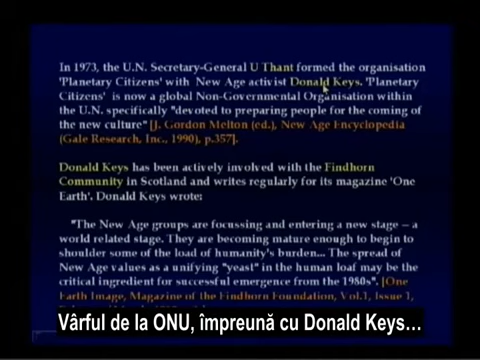 In 1973, the U.N. Secretary-General U Thant formed the organisation
'Planetary Citizens' with New Age activist Donald Keys. 'Planetary
Citizens' is now a global Non-Governmental Organisation within
the U.N. specifically "devoted to preparing people for the coming of
the new culture" [J. Gordon Melton (ed.), New Age Encyclopedia
(Gale Research, Inc., 1990), p.357].
Donald Keys has been actively involved with the Findhorn
Community in Scotland and writes regularly for its magazine 'One
Earth'. Donald Keys wrote:
"The New Age groups are focussing and entering a new stage – a
world related stage. They are becoming mature enough to begin to
shoulder some of the load of humanity's burden... The spread of
New Age values as a unifying "yeast" in the human loaf may be the
critical ingredient for successful emergence from the 1980s". [One
Earth Image, Magazine of the Findhorn Foundation, Vol.1, Issue 1,
Vârful de la ONU, împreună cu Donald Keys…